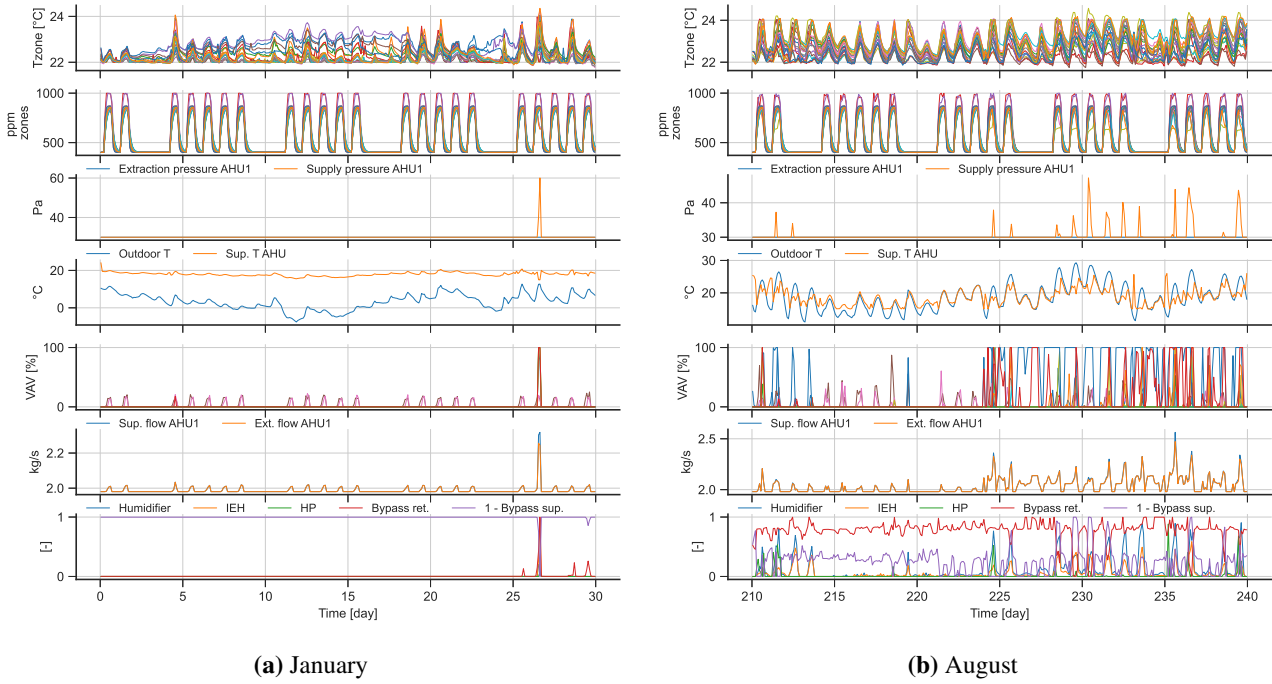 Tzone [°C]
24
22
ppm
zones
1000
500
Extraction pressure AHU1 Supply pressure AHU1
Pa
60
40
Outdoor T Sup. T AHU
°C
20
0
VAV [%]
100
0
Sup. flow AHU1 Ext. flow AHU1
kg/s
2.2
2.0
Humidifier IEH HP Bypass ret. 1 - Bypass sup.
[-]
1
0
0 5 10 15 20 25 30
Time [day]
(a) January
Tzone [°C]
24
22
ppm
zones
1000
500
Extraction pressure AHU1 Supply pressure AHU1
Pa
40
30
Outdoor T Sup. T AHU
°C
30
20
VAV [%]
100
0
Sup. flow AHU1 Ext. flow AHU1
kg/s
2.5
2.0
Humidifier IEH HP Bypass ret. 1 - Bypass sup.
[-]
1
0
210 215 220 225 230 235 240
Time [day]
(b) August